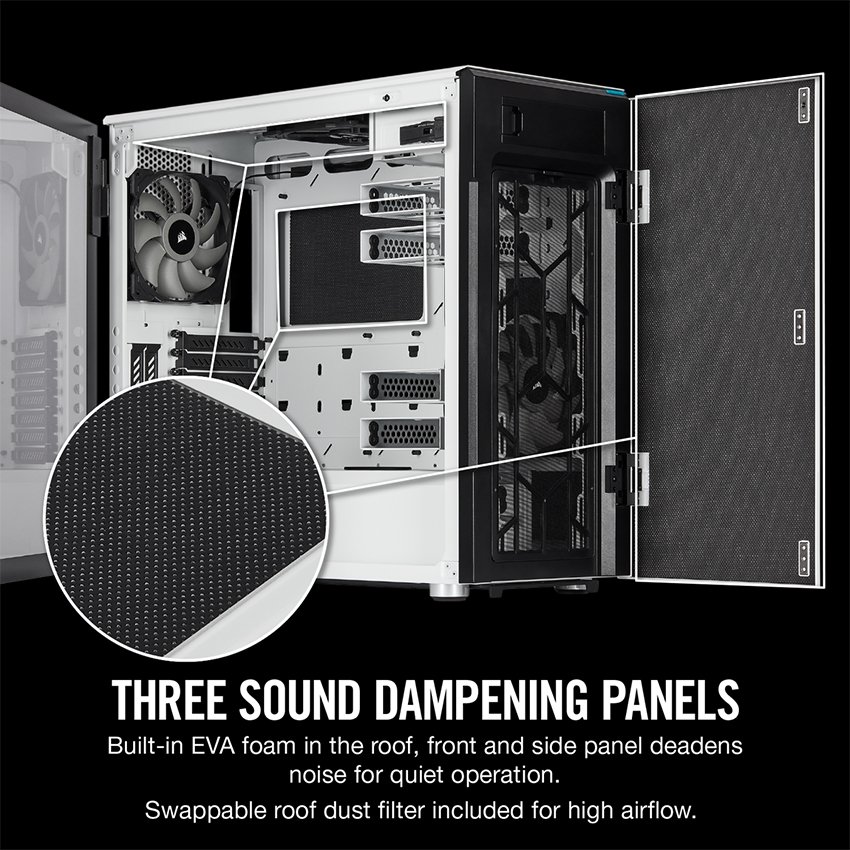 THREE SOUND DAMPENING PANELS
Built-in EVA foam in the roof, front and side panel deadens
noise for quiet operation.
Swappable roof dust filter included for high airflow.